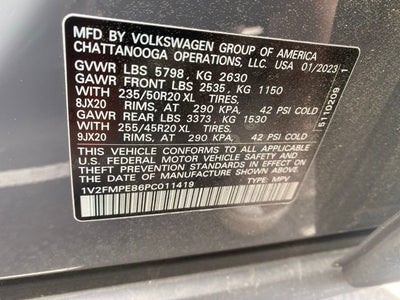 MFD. BY VOLKSWAGEN GROUP OF AMERICA
CHATTANOOGA OPERATIONS, LLC. USA 01/2023
GVWR LBS 5798, KG 2630
GAWR FRONT LBS 2535, KG 1150
WITH 235/50R20 XL TIRES,
8JX20 RIMS, AT 290 KPA, 42 PSI COLD
GAWR REAR LBS 3373, KG 1530
WITH 255/45R20 XL TIRES,
9JX20 RIMS, AT 290 KPA, 42 PSI COLD
THIS VEHICLE CONFORMS TO ALL APPLICABLE
U.S. FEDERAL MOTOR VEHICLE SAFETY AND
THEFT PREVENTION STANDARDS IN EFFECT ON
THE DATE OF MANUFACTURE SHOWN ABOVE.
1V2FMPE86PC011419 TYPE: MPV
5110209 1